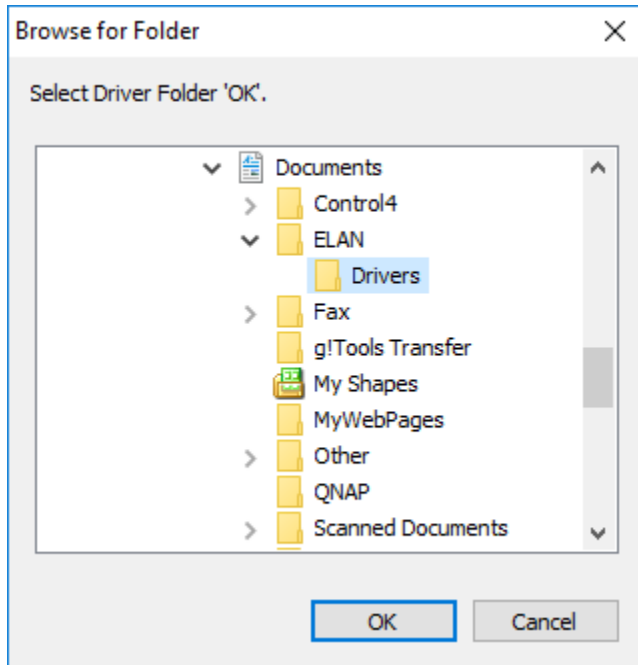 Browse for Folder
Select Driver Folder 'OK'.
Documents
Control4
ELAN
Drivers
Fax
g!Tools Transfer
My Shapes
MyWebPages
Other
QNAP
Scanned Documents
OK Cancel